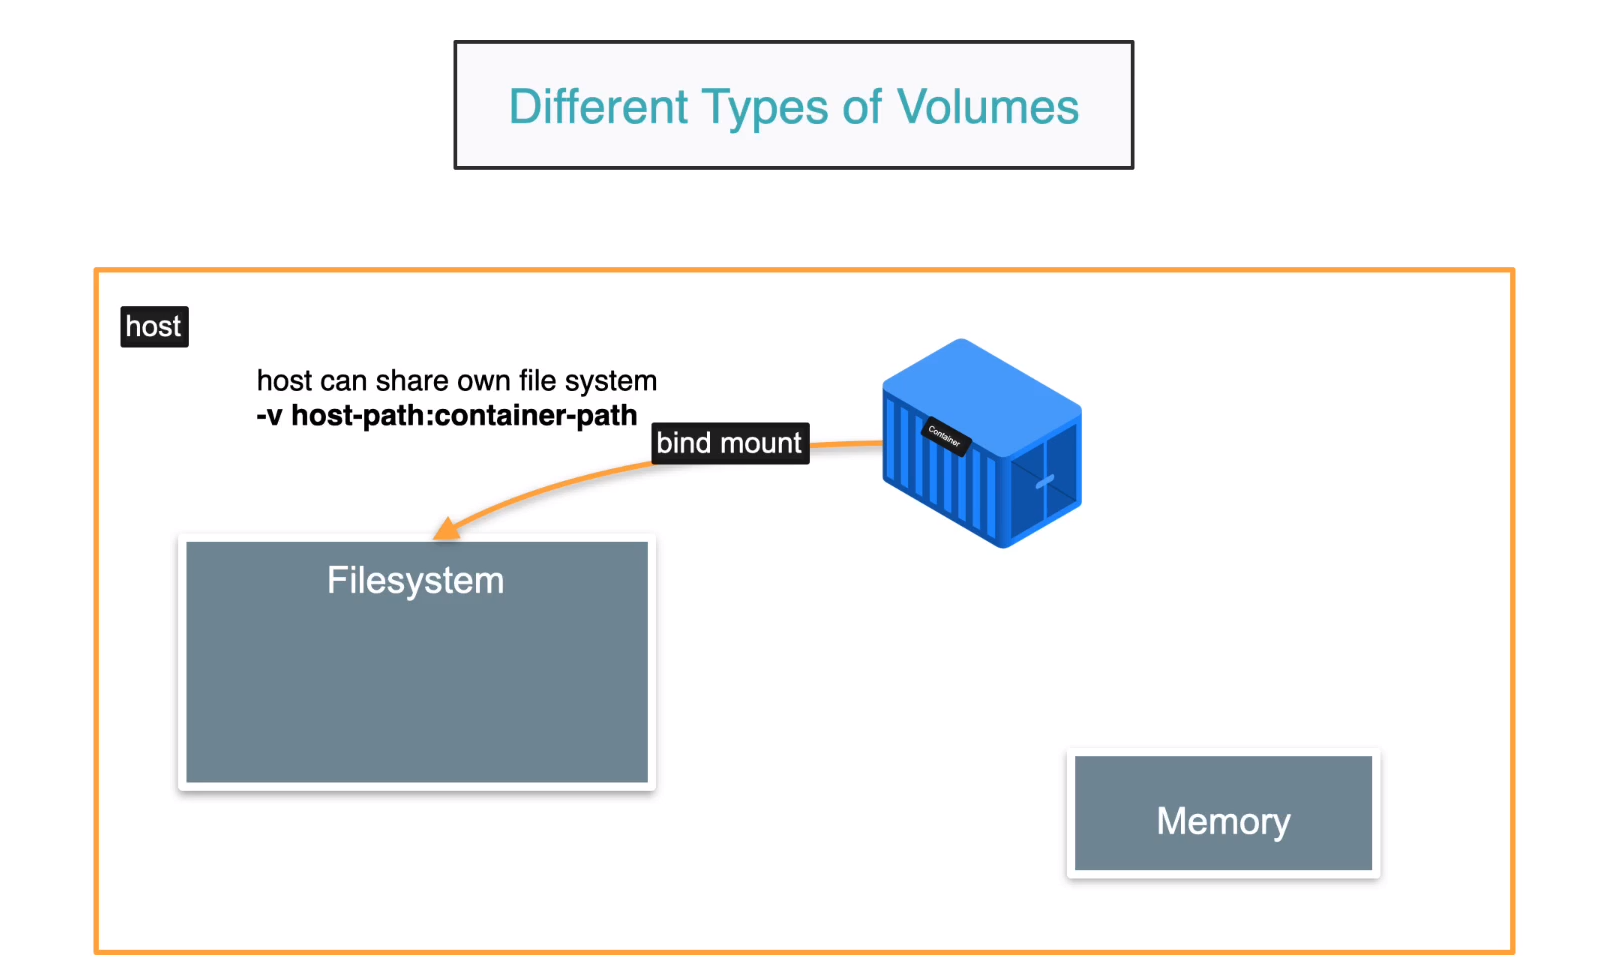 Different Types of Volumes
host
host can share own file system
-v host-path:container-path
bind mount
Container
Filesystem
Memory